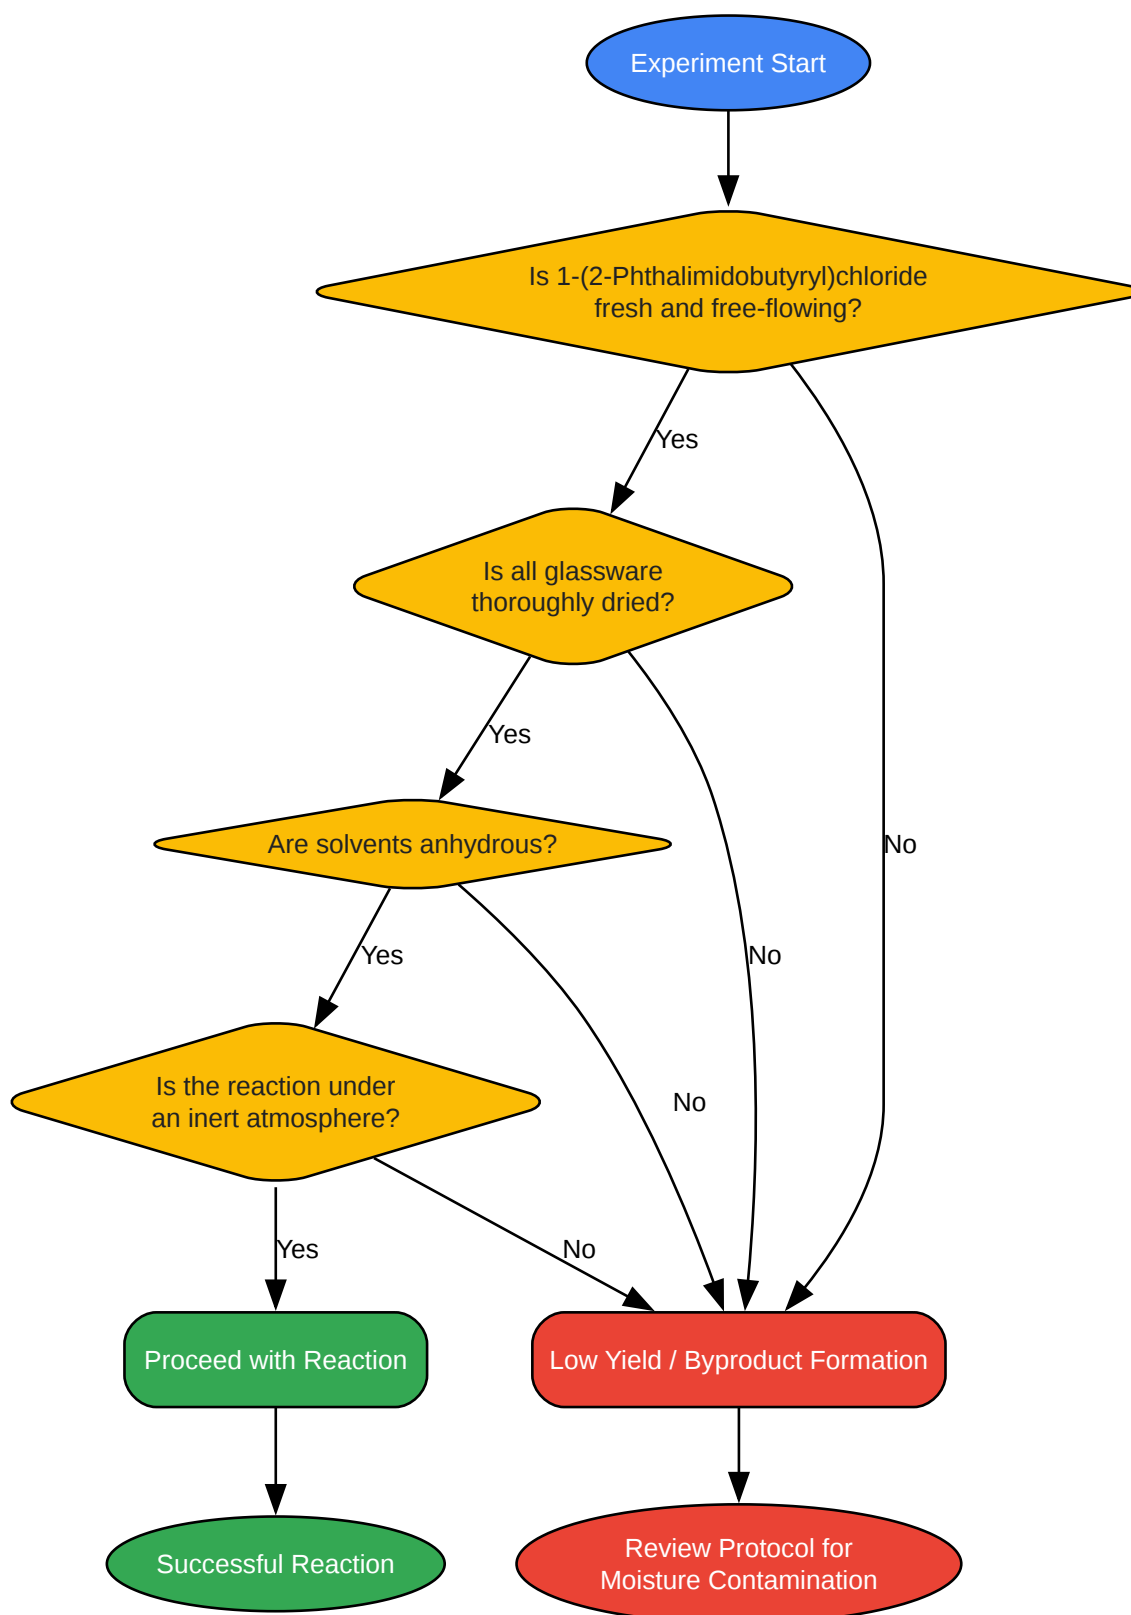 Experiment Start
Is 1-(2-Phthalimidobutyryl)chloride
fresh and free-flowing?
Yes
Is all glassware
thoroughly dried?
Yes
Are solvents anhydrous?
No
Yes
No
Is the reaction under
an inert atmosphere?
No
Yes
No
Proceed with Reaction
Low Yield / Byproduct Formation
Successful Reaction
Review Protocol for
Moisture Contamination